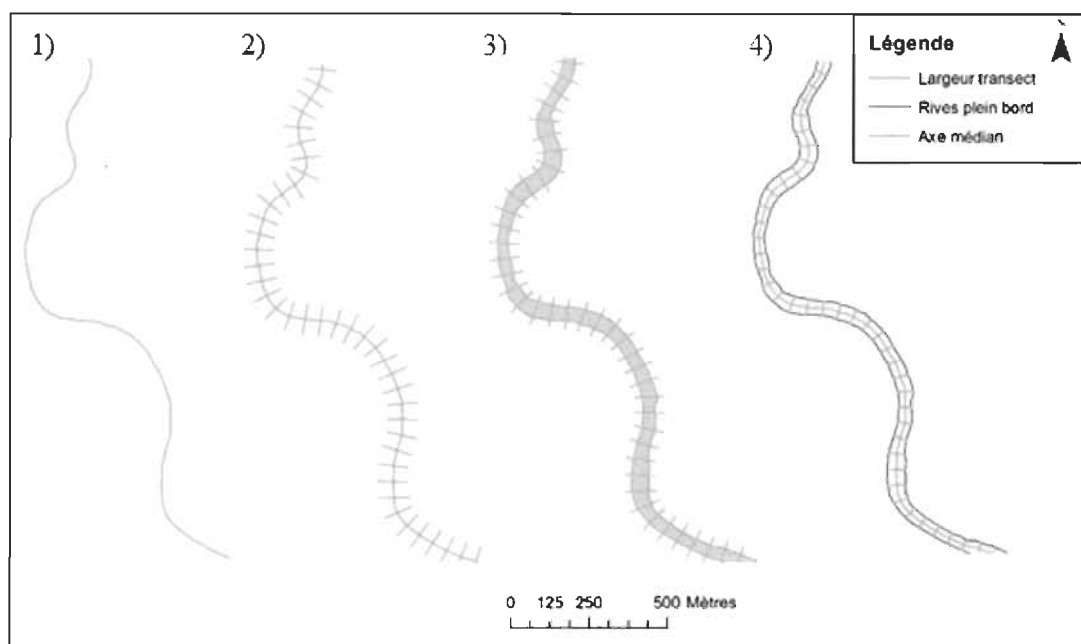 1)
2)
3)
4)
Légende
Largeur transect
Rives plein bord
Axe médian
0 125 250 500 Mètres